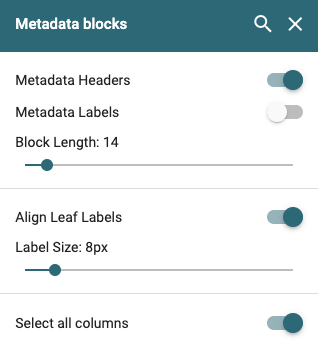 Metadata blocks
Metadata Headers
Metadata Labels
Block Length: 14
Align Leaf Labels
Label Size: 8px
Select all columns